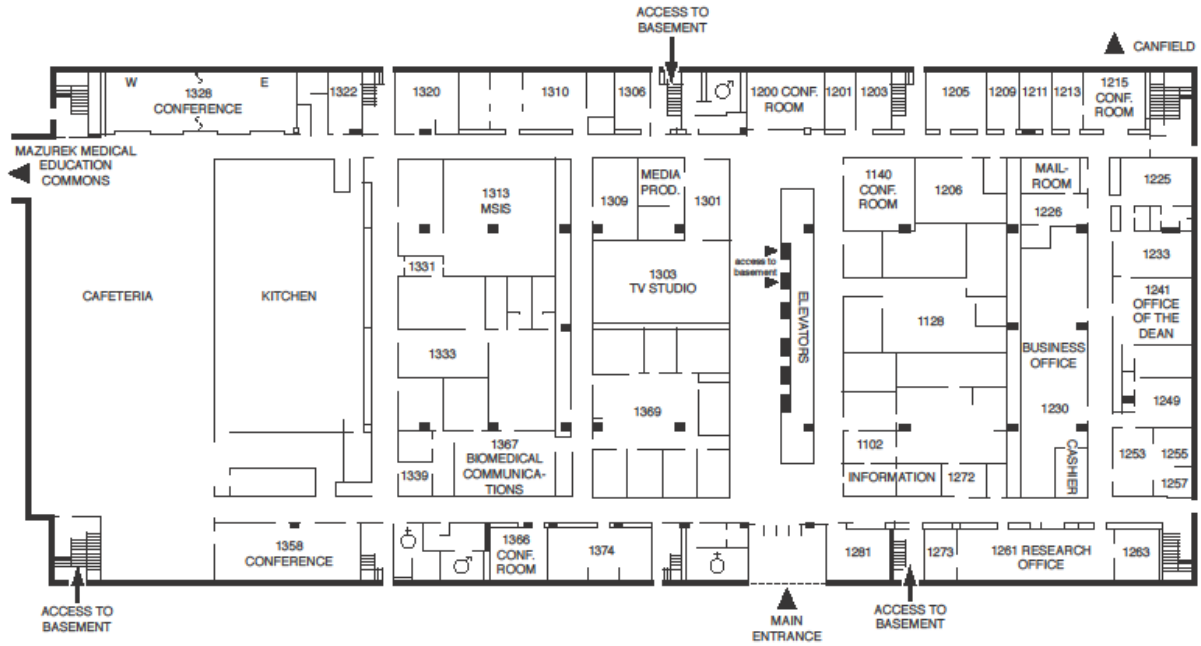 ACCESS TO
BASEMENT
CANFIELD
W
E
1328
CONFERENCE
1322
1320
1310
1306
1200 CONF.
ROOM
1201
1203
1205
1209
1211
1213
1215
CONF.
ROOM
MAZUREK MEDICAL
EDUCATION
COMMONS
1313
MSIS
1309
MEDIA
PROD.
1301
1140
CONF.
ROOM
1206
MAIL-
ROOM
1226
1225
1331
access to
basement
1303
TV STUDIO
1233
CAFETERIA
KITCHEN
ELEVATORS
1241
OFFICE
OF THE
DEAN
1128
BUSINESS
OFFICE
1333
1369
1230
1249
1367
BIOMEDICAL
COMMUNICA-
TIONS
1339
1102
INFORMATION
1272
CASHIER
1253
1255
1257
1358
CONFERENCE
1366
CONF.
ROOM
1374
1281
1273
1261 RESEARCH
OFFICE
1263
ACCESS TO
BASEMENT
MAIN
ENTRANCE
ACCESS TO
BASEMENT